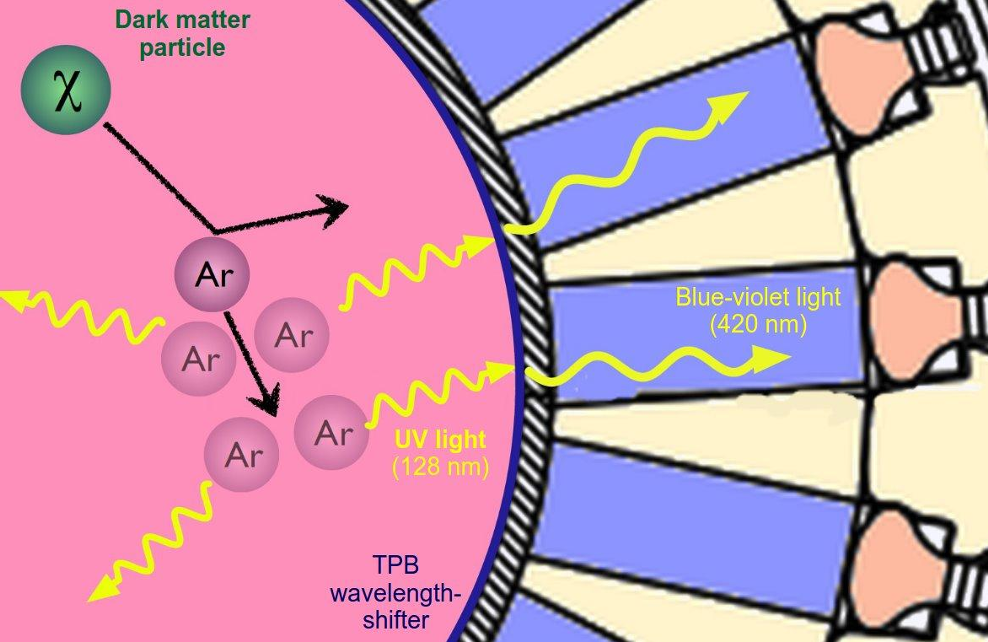 Dark matter
particle
χ
Ar
Ar
Ar
Ar
Ar
UV light
(128 nm)
Blue-violet light
(420 nm)
TPB
wavelength-
shifter